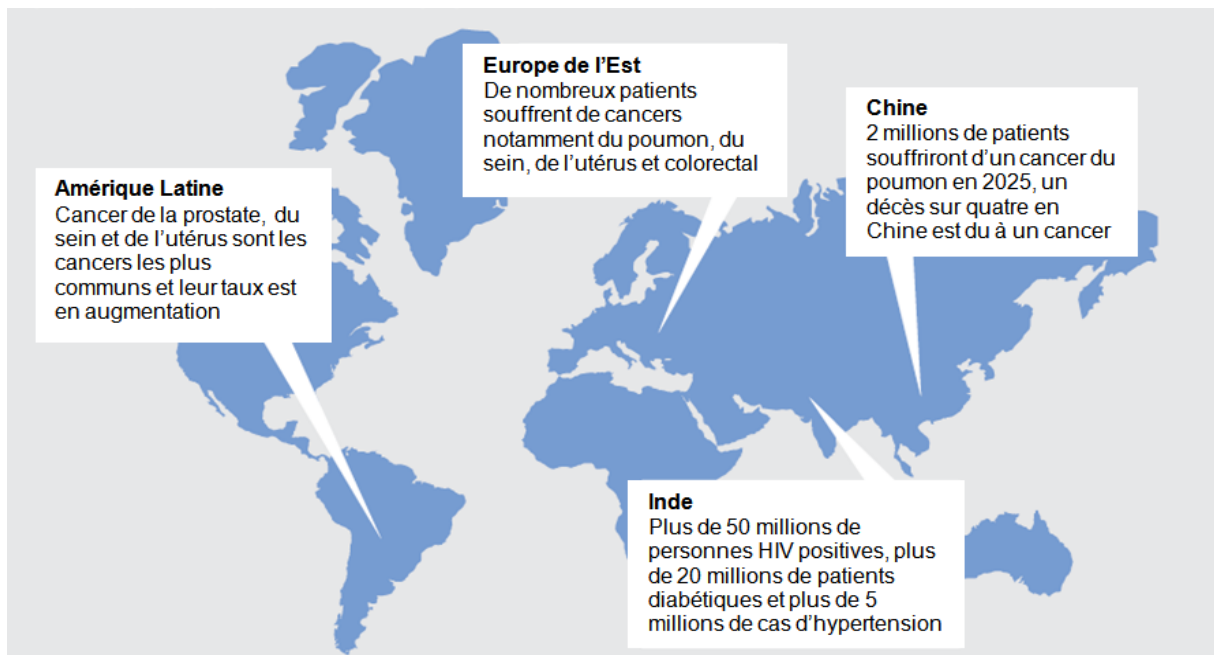 Europe de l'Est
De nombreux patients
souffrent de cancers
notamment du poumon, du
sein, de l'utérus et colorectal
Chine
2 millions de patients
souffriront d'un cancer du
poumon en 2025, un
décès sur quatre en
Chine est du à un cancer
Amérique Latine
Cancer de la prostate, du
sein et de l'utérus sont les
cancers les plus
communs et leur taux est
en augmentation
Inde
Plus de 50 millions de
personnes HIV positives, plus
de 20 millions de patients
diabétiques et plus de 5
millions de cas d'hypertension